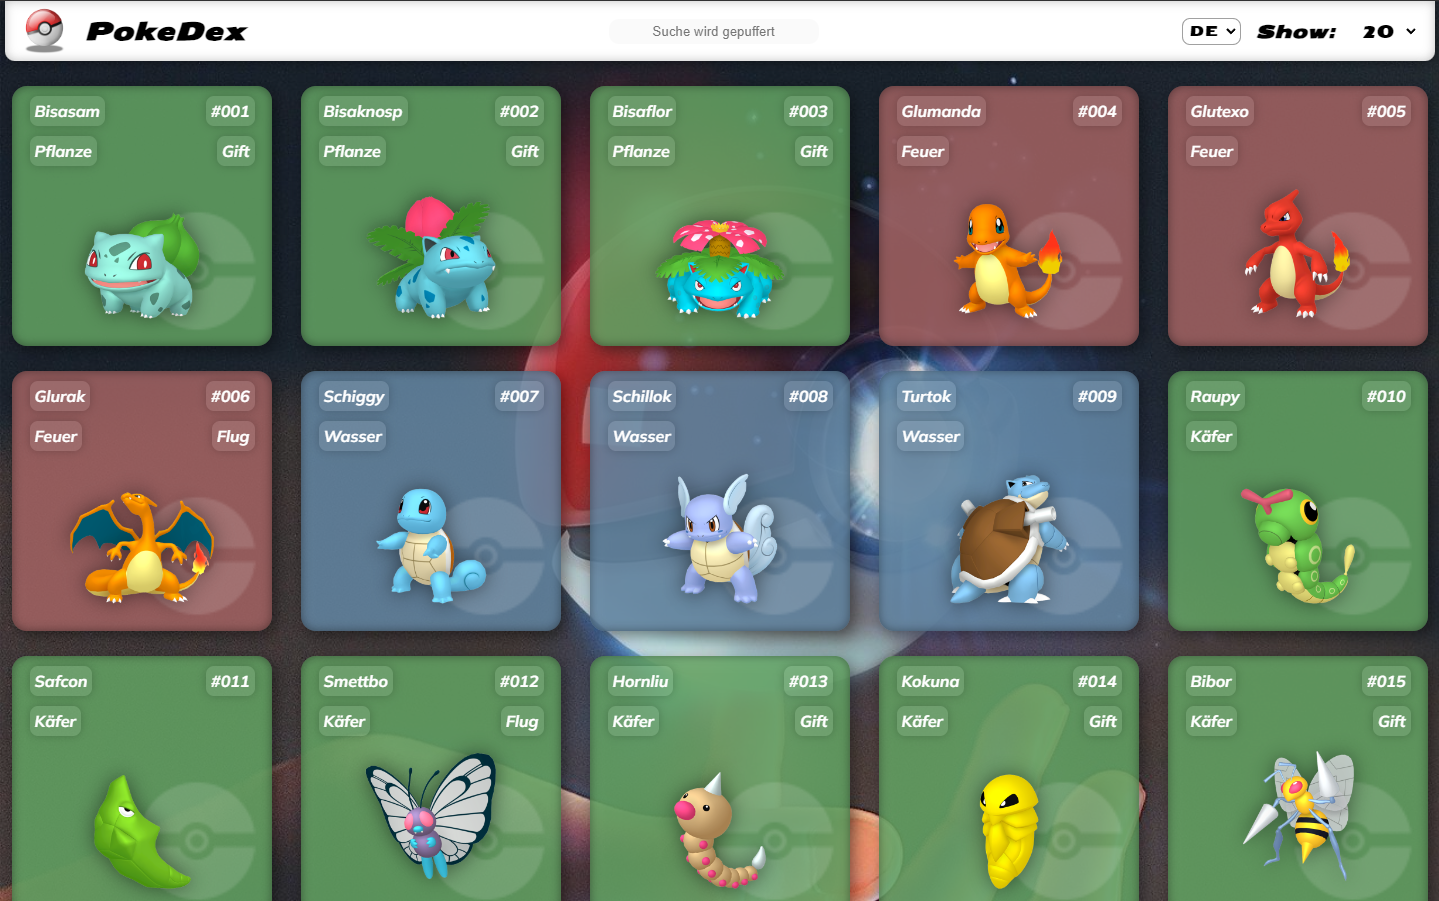 PokeDex
Suche wird gepuffert
DE
Show: 20
Bisasam #001
Pflanze Gift
Bisaknosp #002
Pflanze Gift
Bisaflor #003
Pflanze Gift
Glumanda #004
Feuer
Glutexo #005
Feuer
Glurak #006
Feuer Flug
Schiggy #007
Wasser
Schillok #008
Wasser
Turtok #009
Wasser
Raupy #010
Käfer
Safcon #011
Käfer
Smettbo #012
Käfer Flug
Hornliu #013
Käfer Gift
Kokuna #014
Käfer Gift
Bibor #015
Käfer Gift